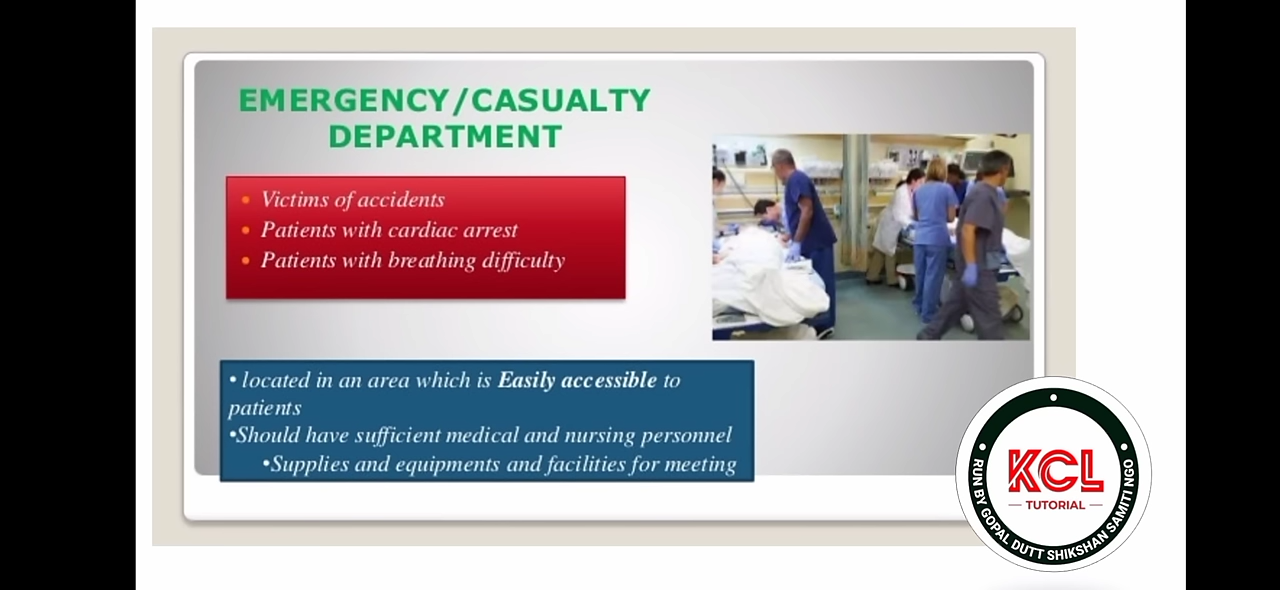 EMERGENCY/CASUALTY
DEPARTMENT
• Victims of accidents
• Patients with cardiac arrest
• Patients with breathing difficulty
• located in an area which is Easily accessible to
patients
•Should have sufficient medical and nursing personnel
•Supplies and equipments and facilities for meeting
KCL
TUTORIAL
RUN BY GOPAL DUTT SHIKSHAN SAMITI NGO